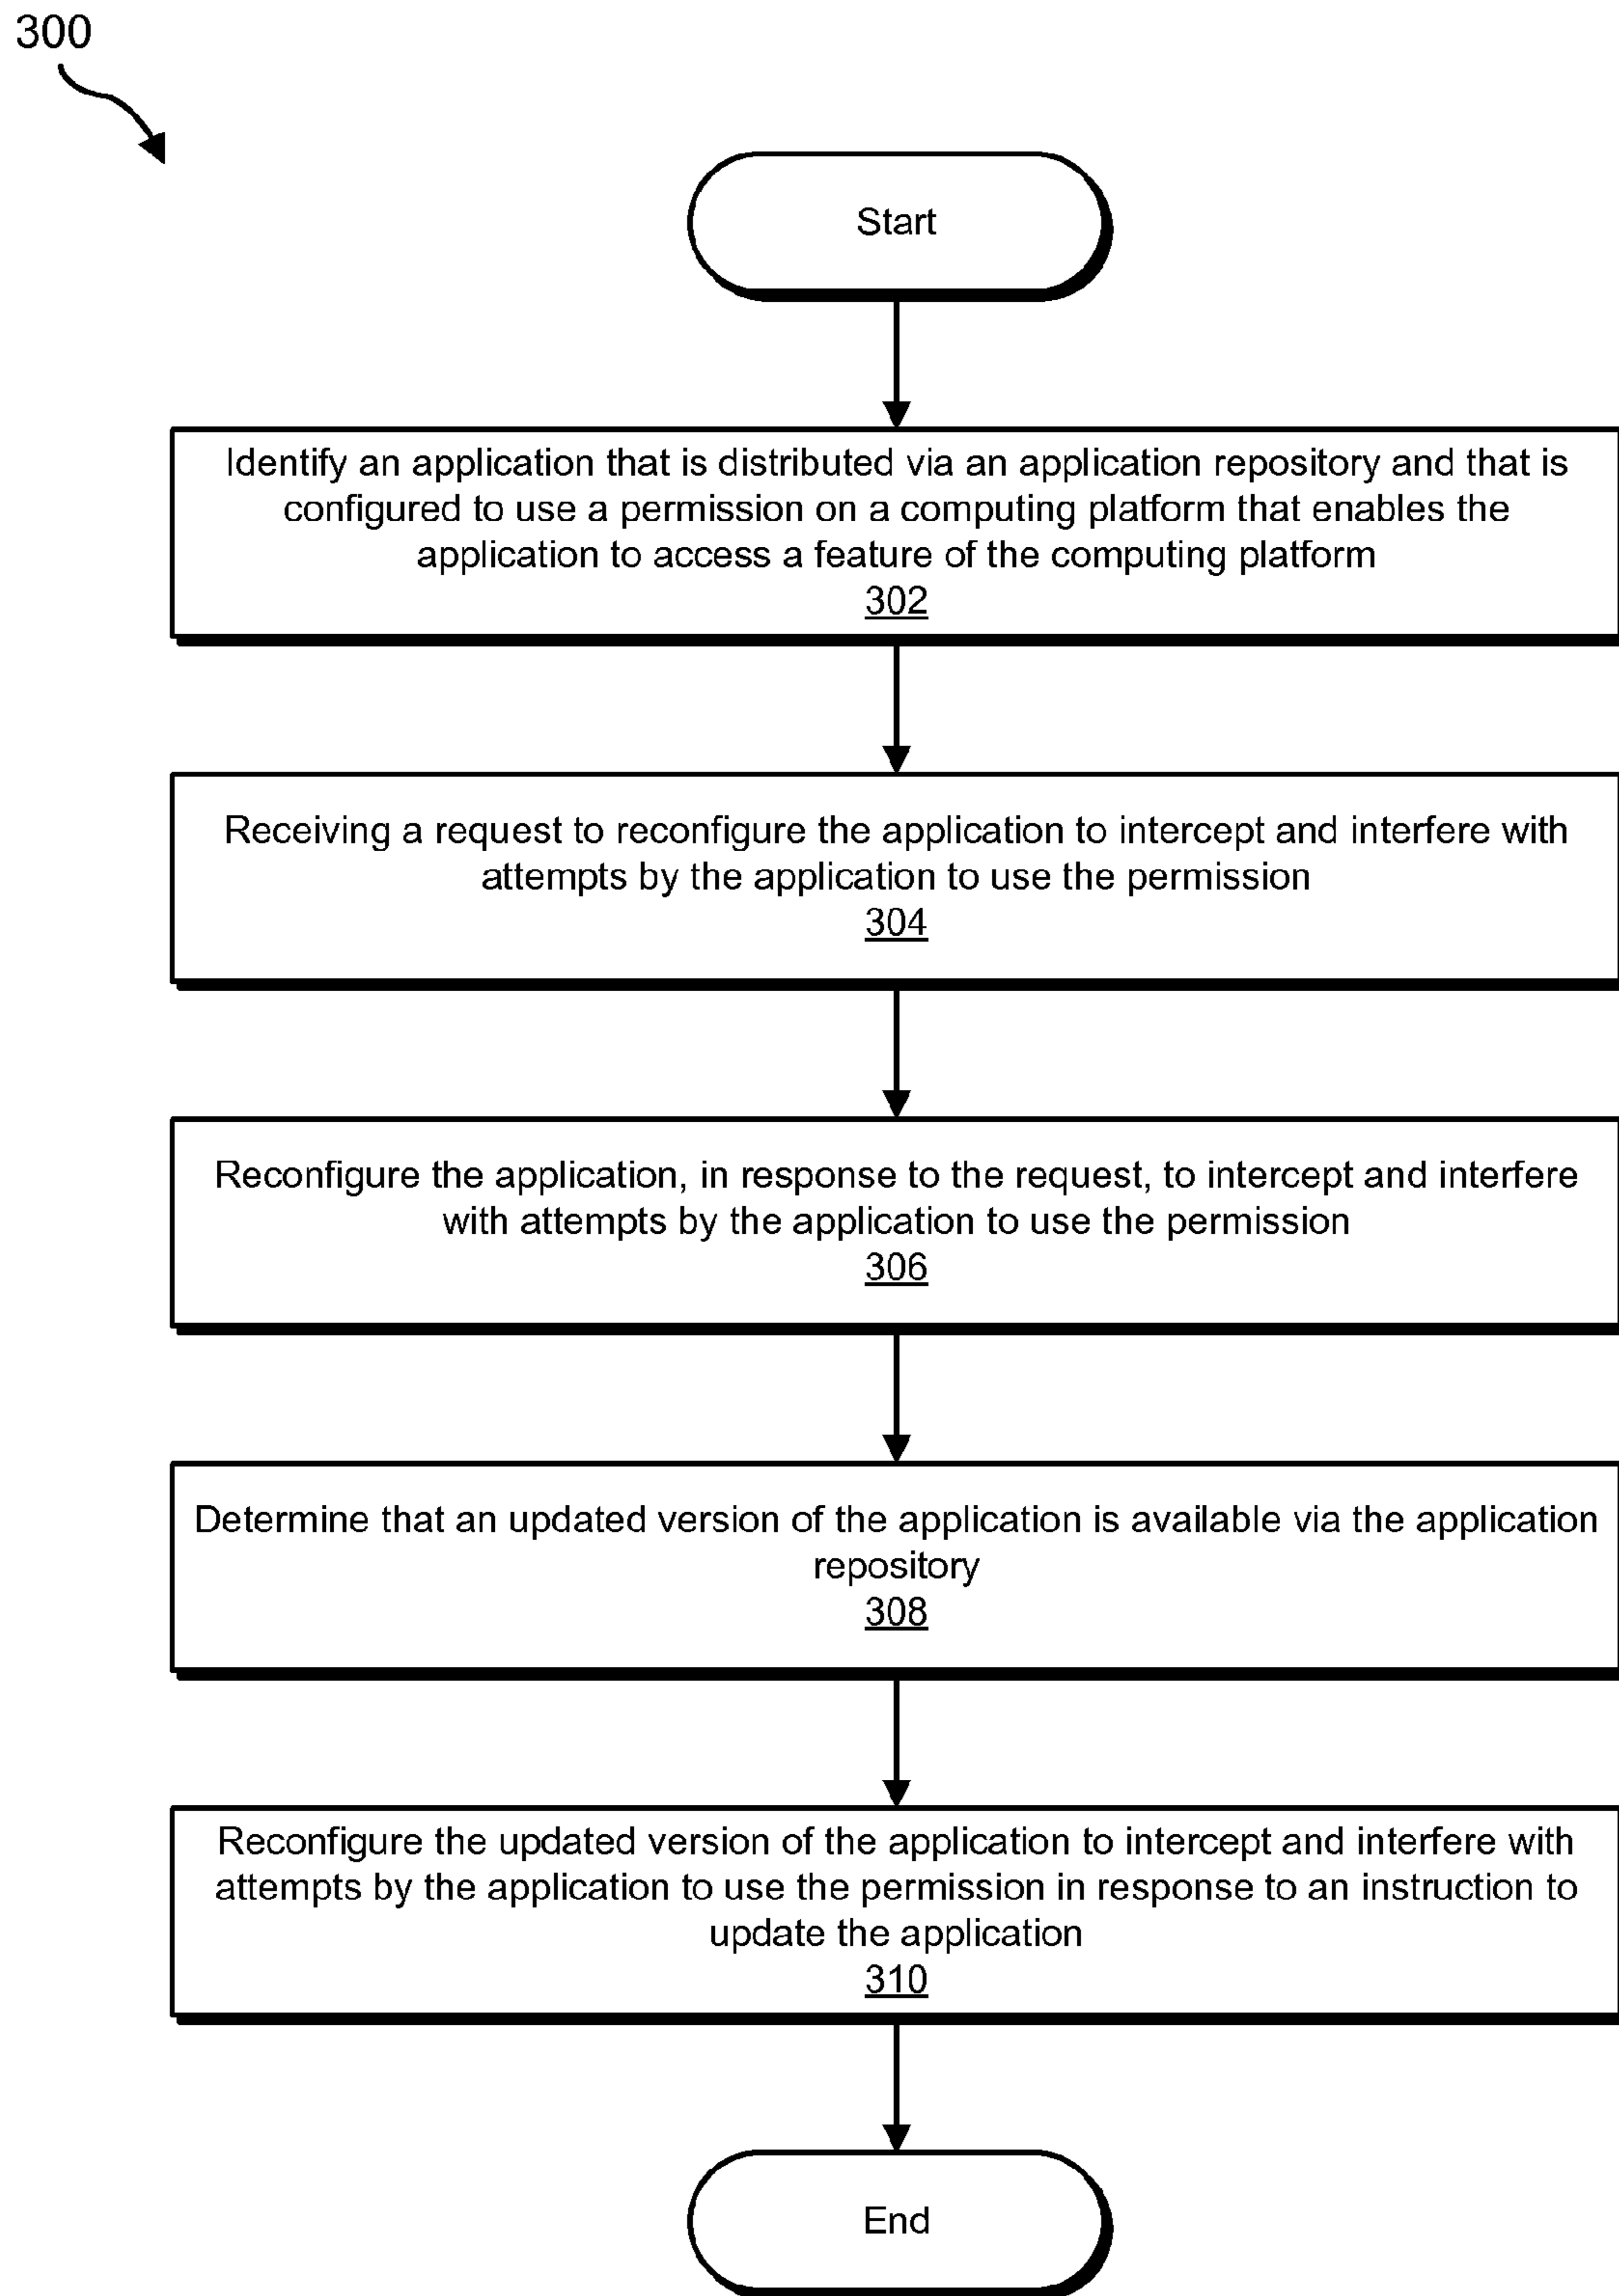 300
Start
Identify an application that is distributed via an application repository and that is
configured to use a permission on a computing platform that enables the
application to access a feature of the computing platform
302
Receiving a request to reconfigure the application to intercept and interfere with
attempts by the application to use the permission
304
Reconfigure the application, in response to the request, to intercept and interfere
with attempts by the application to use the permission
306
Determine that an updated version of the application is available via the application
repository
308
Reconfigure the updated version of the application to intercept and interfere with
attempts by the application to use the permission in response to an instruction to
update the application
310
End